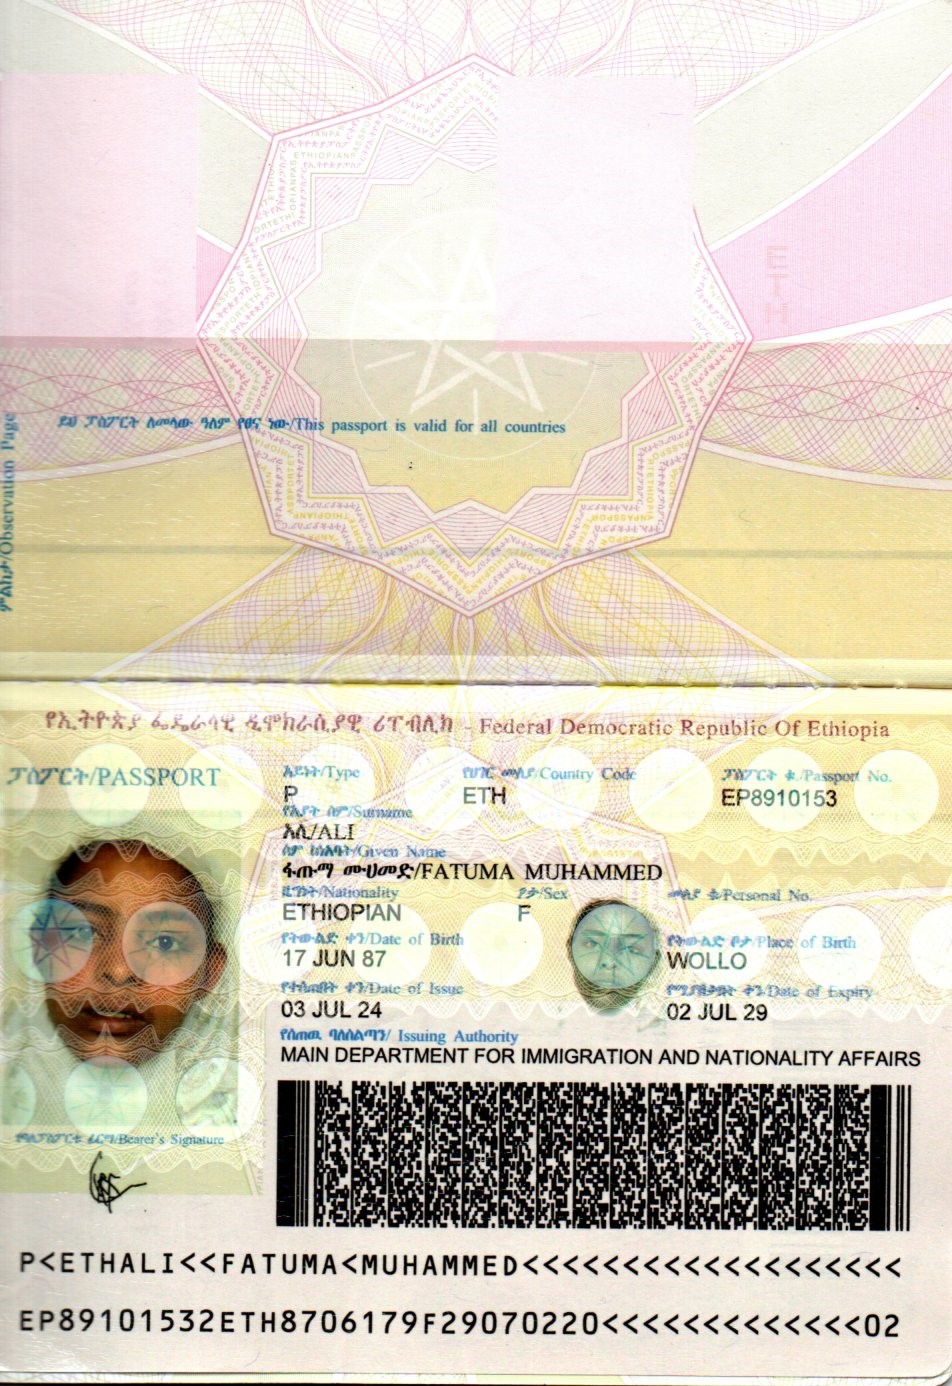 ይህ ፓስፖርት ለመላው ዓለም የፀና ነው/This passport is valid for all countries
ምልከታ/Observation Page
የኢትዮጵያ ፌዴራላዊ ዲሞክራሲያዊ ሪፐብሊክ - Federal Democratic Republic Of Ethiopia
ፓስፖርት/PASSPORT
ዓይነት/Type
የሀገር መለያ/Country Code
ፓስፖርት ቁ./Passport No.
P
ETH
EP8910153
የአያት ስም/Surname
አሊ/ALI
ስም ከነአባት/Given Name
ፋጡማ ሙሀመድ/FATUMA MUHAMMED
ዜግነት/Nationality
ፆታ/Sex
መለያ ቁ/Personal No.
ETHIOPIAN
F
የትውልድ ቀን/Date of Birth
የትውልድ ቦታ/Place of Birth
17 JUN 87
WOLLO
የተሰጠበት ቀን/Date of Issue
የሚያበቃበት ቀን/Date of Expiry
03 JUL 24
02 JUL 29
የሰጠዉ ባለስልጣን/ Issuing Authority
MAIN DEPARTMENT FOR IMMIGRATION AND NATIONALITY AFFAIRS
የባለፓስፖርቱ ፊርማ/Bearer's Signature
P<ETHALI<<FATUMA<MUHAMMED<<<<<<<<<<<<<<<<<<<
EP89101532ETH8706179F29070220<<<<<<<<<<<<<02